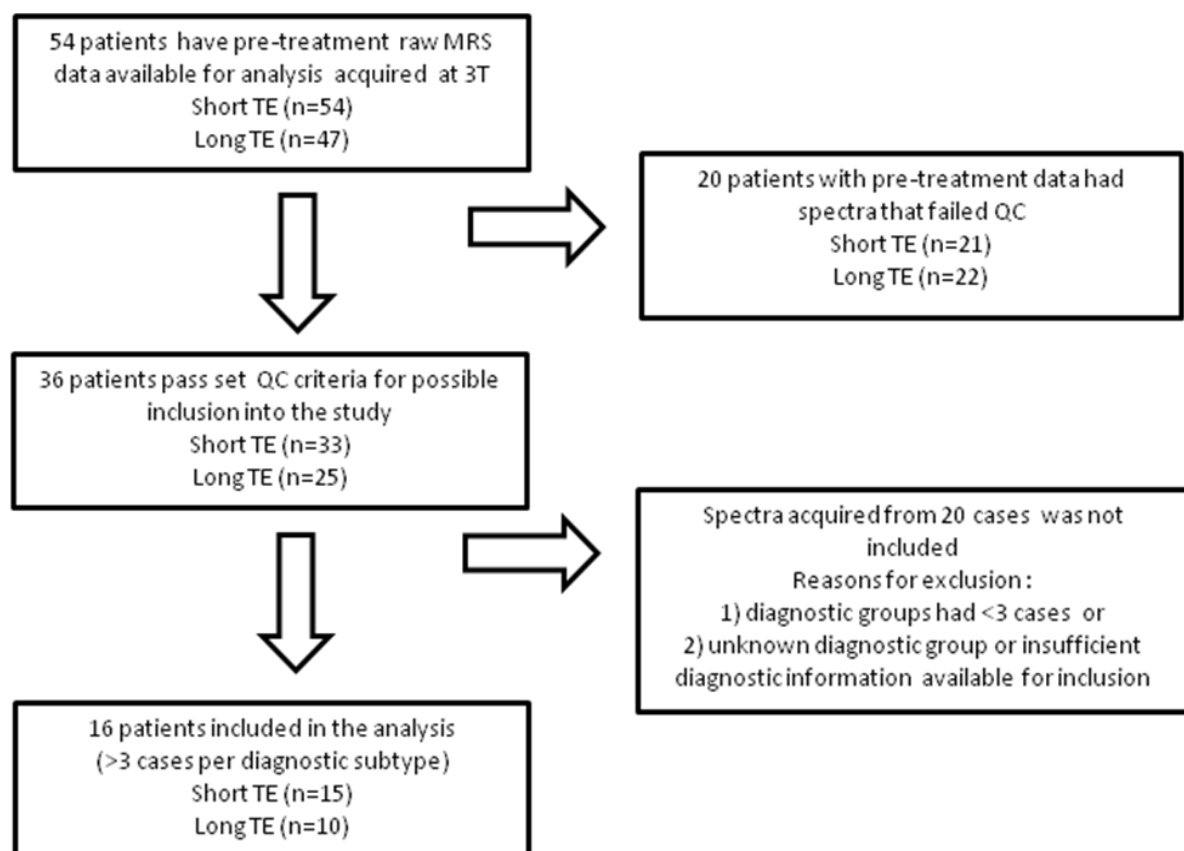 54 patients have pre-treatment raw MRS
data available for analysis acquired at 3T
Short TE (n=54)
Long TE (n=47)
20 patients with pre-treatment data had
spectra that failed QC
Short TE (n=21)
Long TE (n=22)
36 patients pass set QC criteria for possible
inclusion into the study
Short TE (n=33)
Long TE (n=25)
Spectra acquired from 20 cases was not
included
Reasons for exclusion :
1) diagnostic groups had <3 cases or
2) unknown diagnostic group or insufficient
diagnostic information available for inclusion
16 patients included in the analysis
(>3 cases per diagnostic subtype)
Short TE (n=15)
Long TE (n=10)